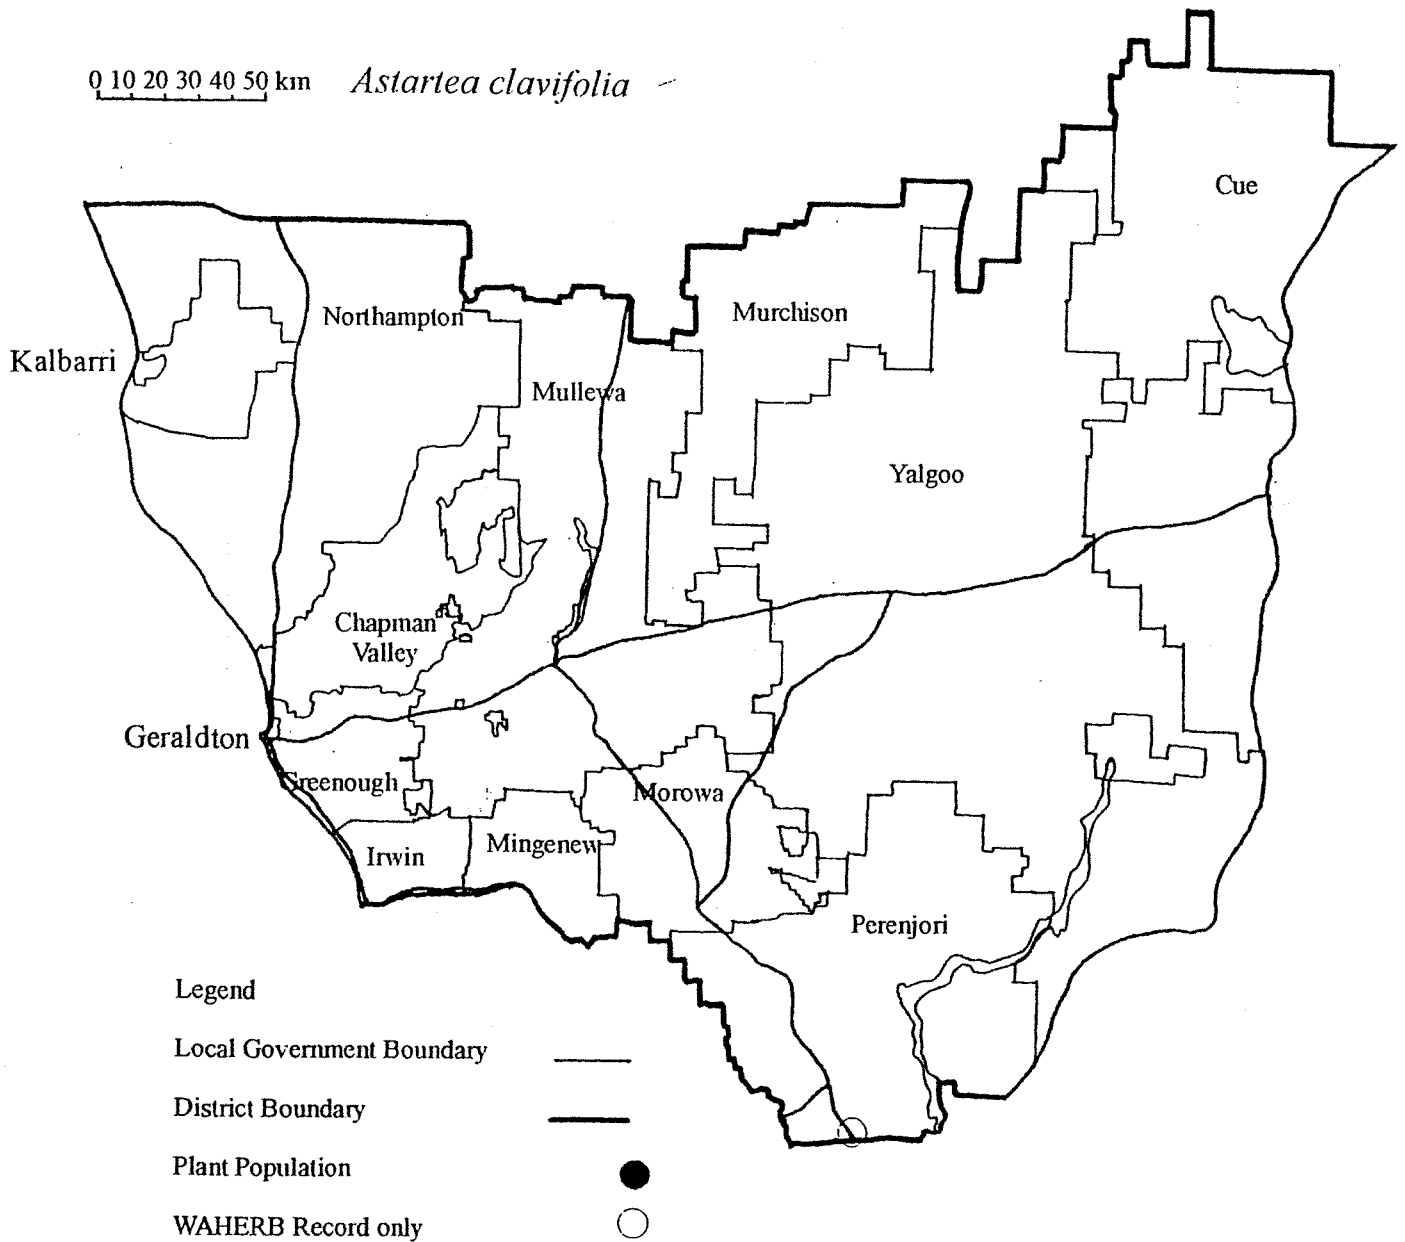 0 10 20 30 40 50 km
Astartea clavifolia
Cue
Northampton
Murchison
Kalbarri
Mullewa
Yalgoo
Chapman
Valley
Geraldton
Greenough
Morowa
Irwin
Mingenew
Perenjori
Legend
Local Government Boundary
District Boundary
Plant Population
WAHERB Record only